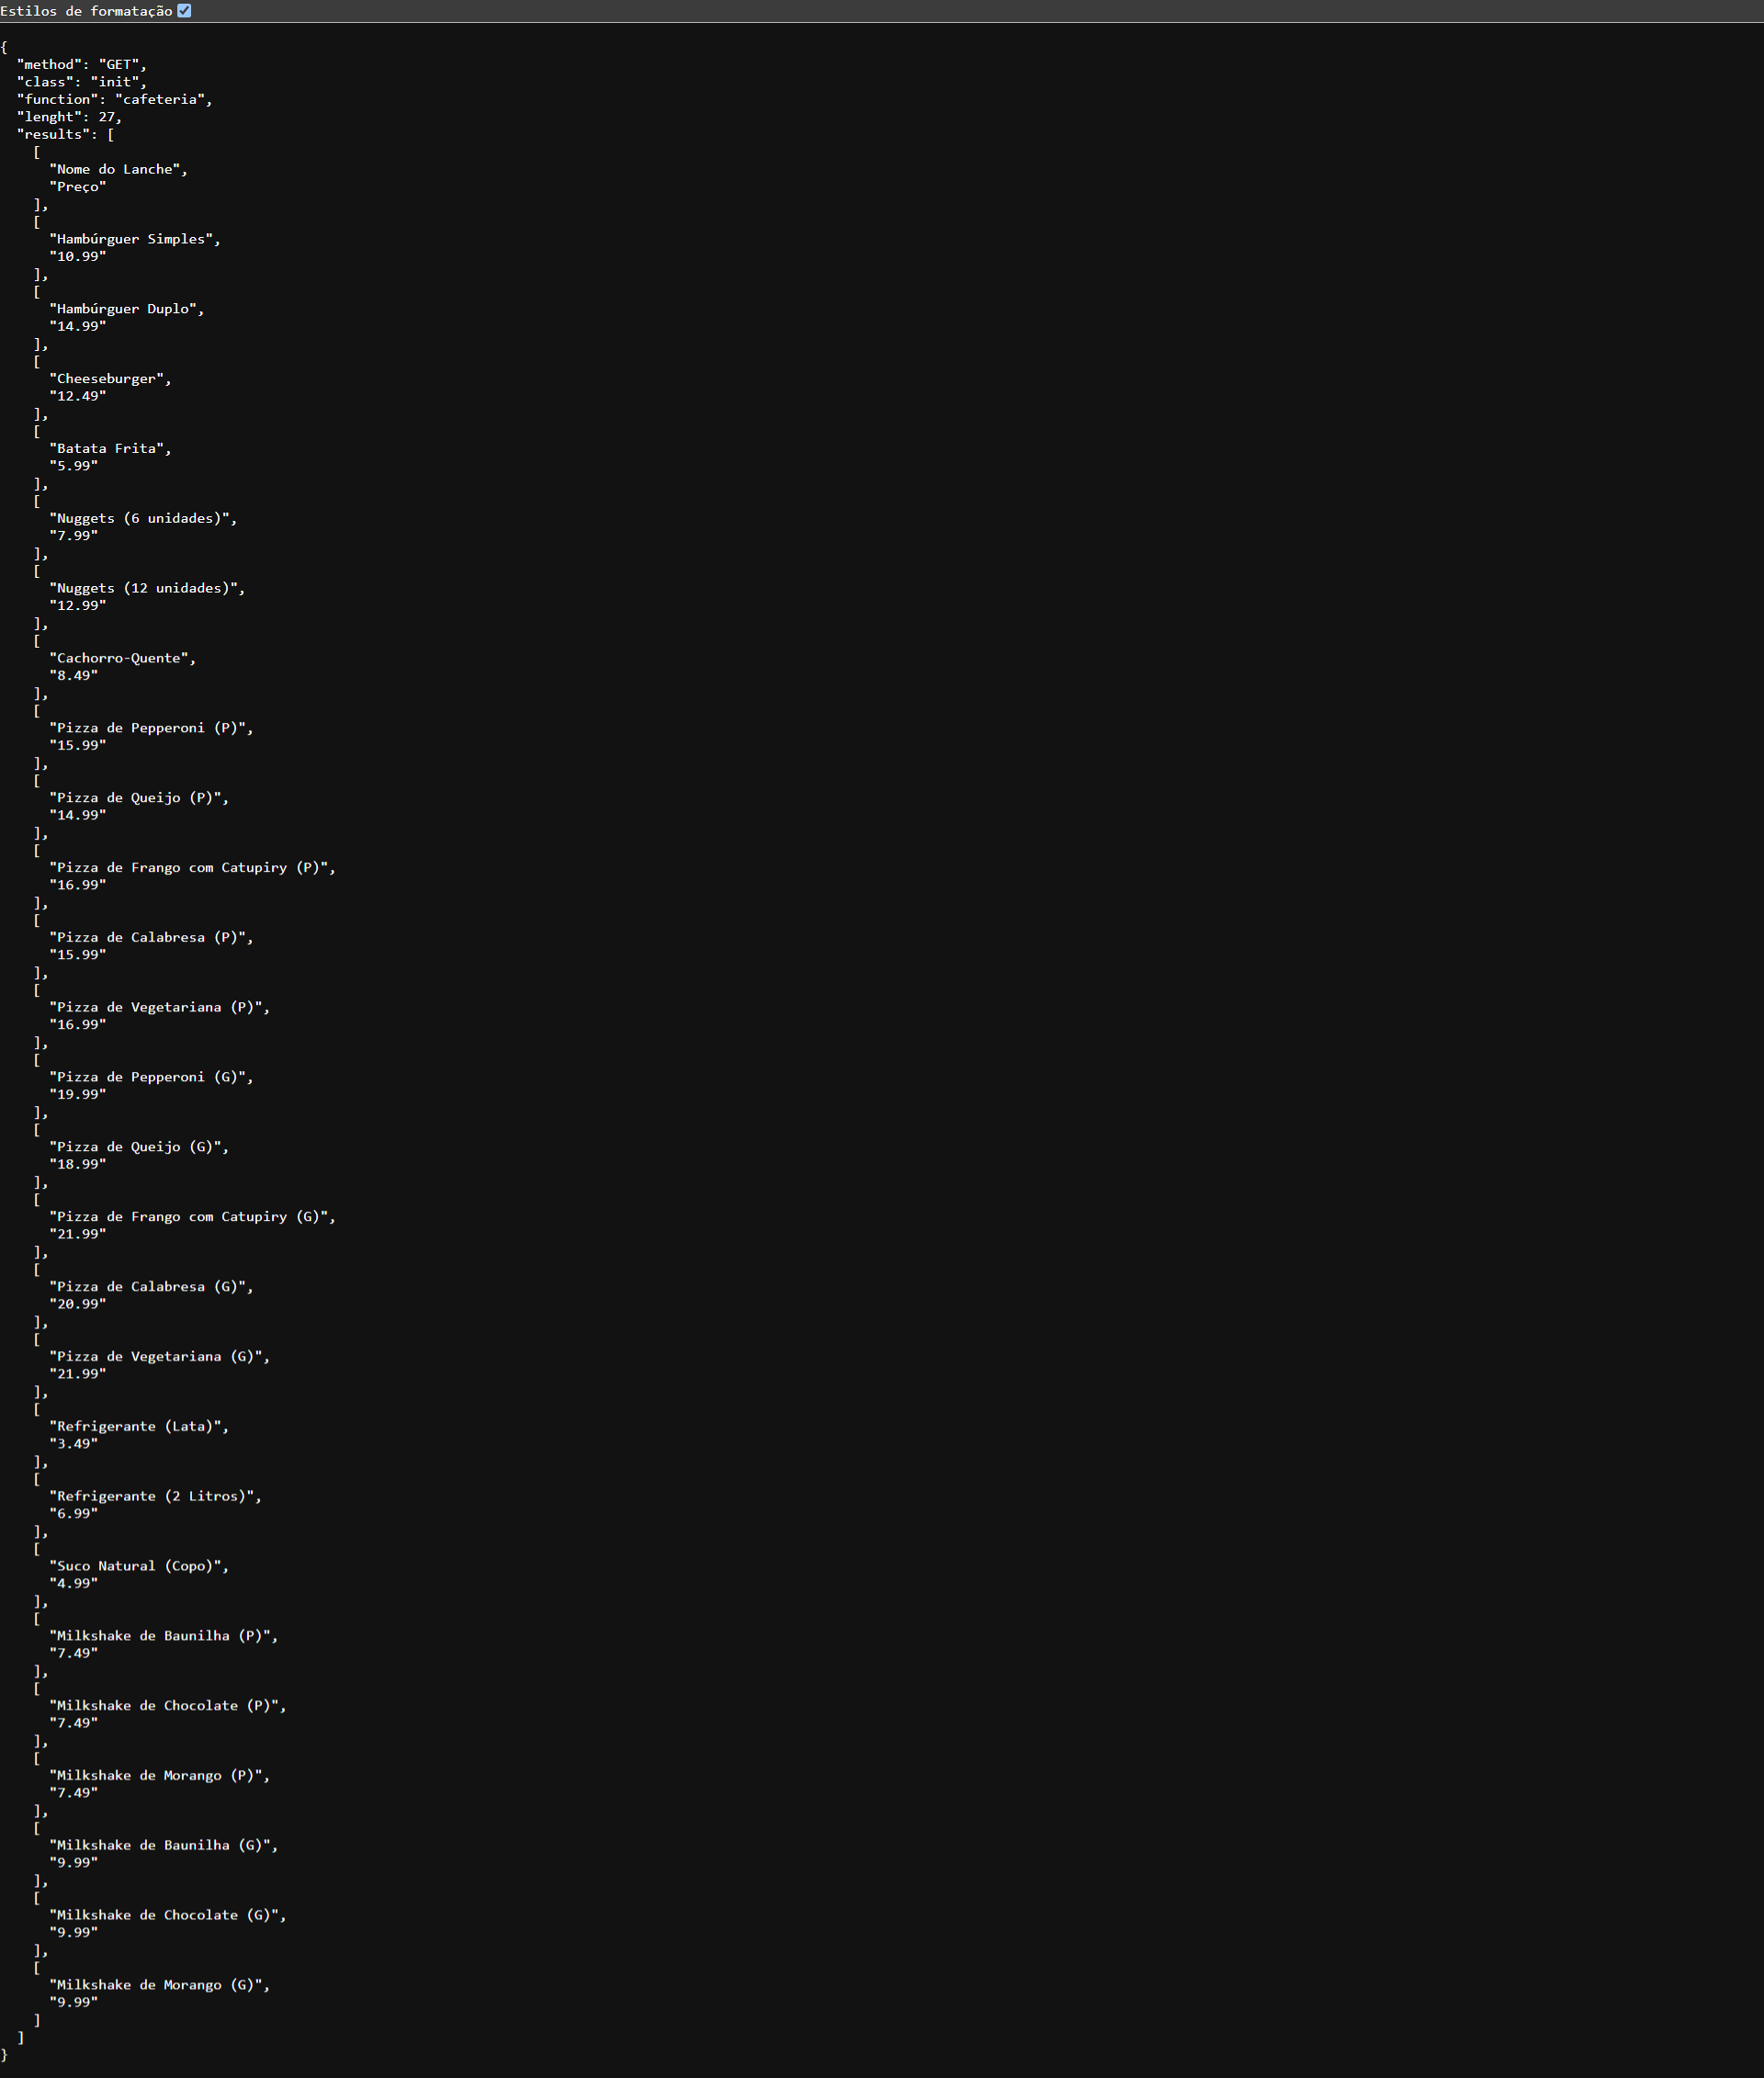 Estilos de formatação
{
  "method": "GET",
  "class": "init",
  "function": "cafeteria",
  "lenght": 27,
  "results": [
    [
      "Nome do Lanche",
      "Preço"
    ],
    [
      "Hambúrguer Simples",
      "10.99"
    ],
    [
      "Hambúrguer Duplo",
      "14.99"
    ],
    [
      "Cheeseburger",
      "12.49"
    ],
    [
      "Batata Frita",
      "5.99"
    ],
    [
      "Nuggets (6 unidades)",
      "7.99"
    ],
    [
      "Nuggets (12 unidades)",
      "12.99"
    ],
    [
      "Cachorro-Quente",
      "8.49"
    ],
    [
      "Pizza de Pepperoni (P)",
      "15.99"
    ],
    [
      "Pizza de Queijo (P)",
      "14.99"
    ],
    [
      "Pizza de Frango com Catupiry (P)",
      "16.99"
    ],
    [
      "Pizza de Calabresa (P)",
      "15.99"
    ],
    [
      "Pizza de Vegetariana (P)",
      "16.99"
    ],
    [
      "Pizza de Pepperoni (G)",
      "19.99"
    ],
    [
      "Pizza de Queijo (G)",
      "18.99"
    ],
    [
      "Pizza de Frango com Catupiry (G)",
      "21.99"
    ],
    [
      "Pizza de Calabresa (G)",
      "20.99"
    ],
    [
      "Pizza de Vegetariana (G)",
      "21.99"
    ],
    [
      "Refrigerante (Lata)",
      "3.49"
    ],
    [
      "Refrigerante (2 Litros)",
      "6.99"
    ],
    [
      "Suco Natural (Copo)",
      "4.99"
    ],
    [
      "Milkshake de Baunilha (P)",
      "7.49"
    ],
    [
      "Milkshake de Chocolate (P)",
      "7.49"
    ],
    [
      "Milkshake de Morango (P)",
      "7.49"
    ],
    [
      "Milkshake de Baunilha (G)",
      "9.99"
    ],
    [
      "Milkshake de Chocolate (G)",
      "9.99"
    ],
    [
      "Milkshake de Morango (G)",
      "9.99"
    ]
  ]
}